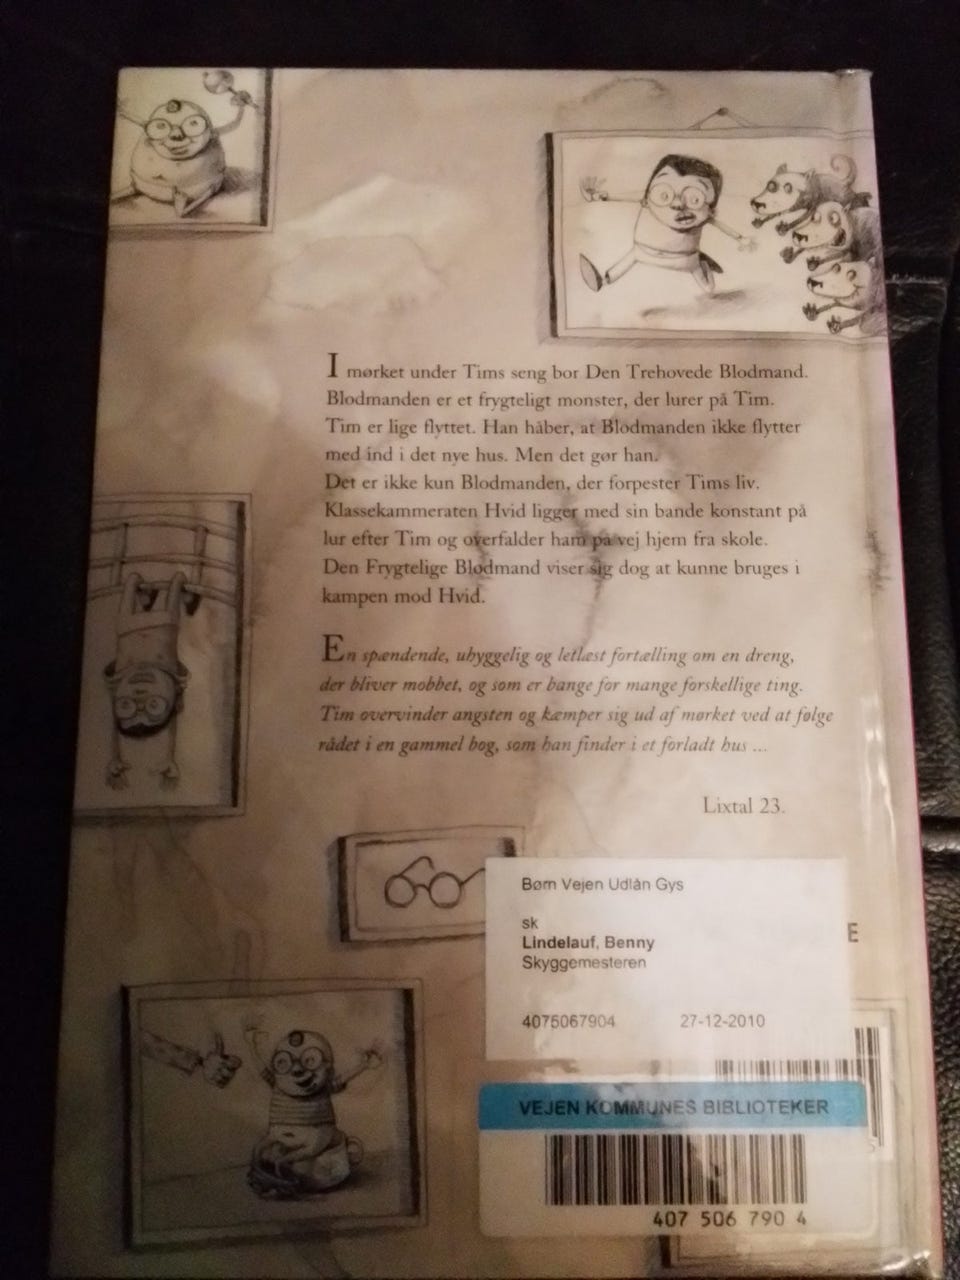 I mørket under Tims seng bor Den Trehovede Blodmand.
Blodmanden er et frygteligt monster, der lurer på Tim.
Tim er lige flyttet. Han håber, at Blodmanden ikke flytter
med ind i det nye hus. Men det gør han.
Det er ikke kun Blodmanden, der forpester Tims liv.
Klassekammeraten Hvid ligger med sin bande konstant på
lur efter Tim og overfalder ham på vej hjem fra skole.
Den Frygtelige Blodmand viser sig dog at kunne bruges i
kampen mod Hvid.
En spændende, uhyggelig og letlæst fortælling om en dreng,
der bliver mobbet, og som er bange for mange forskellige ting.
Tim overvinder angsten og kæmper sig ud af mørket ved at følge
rådet i en gammel bog, som han finder i et forladt hus ...
Lixtal 23.
Børn Vejen Udlån Gys
sk
Lindelauf, Benny
Skyggemesteren
E
4075067904 27-12-2010
VEJEN KOMMUNES BIBLIOTEKER
5
407 506 790 4